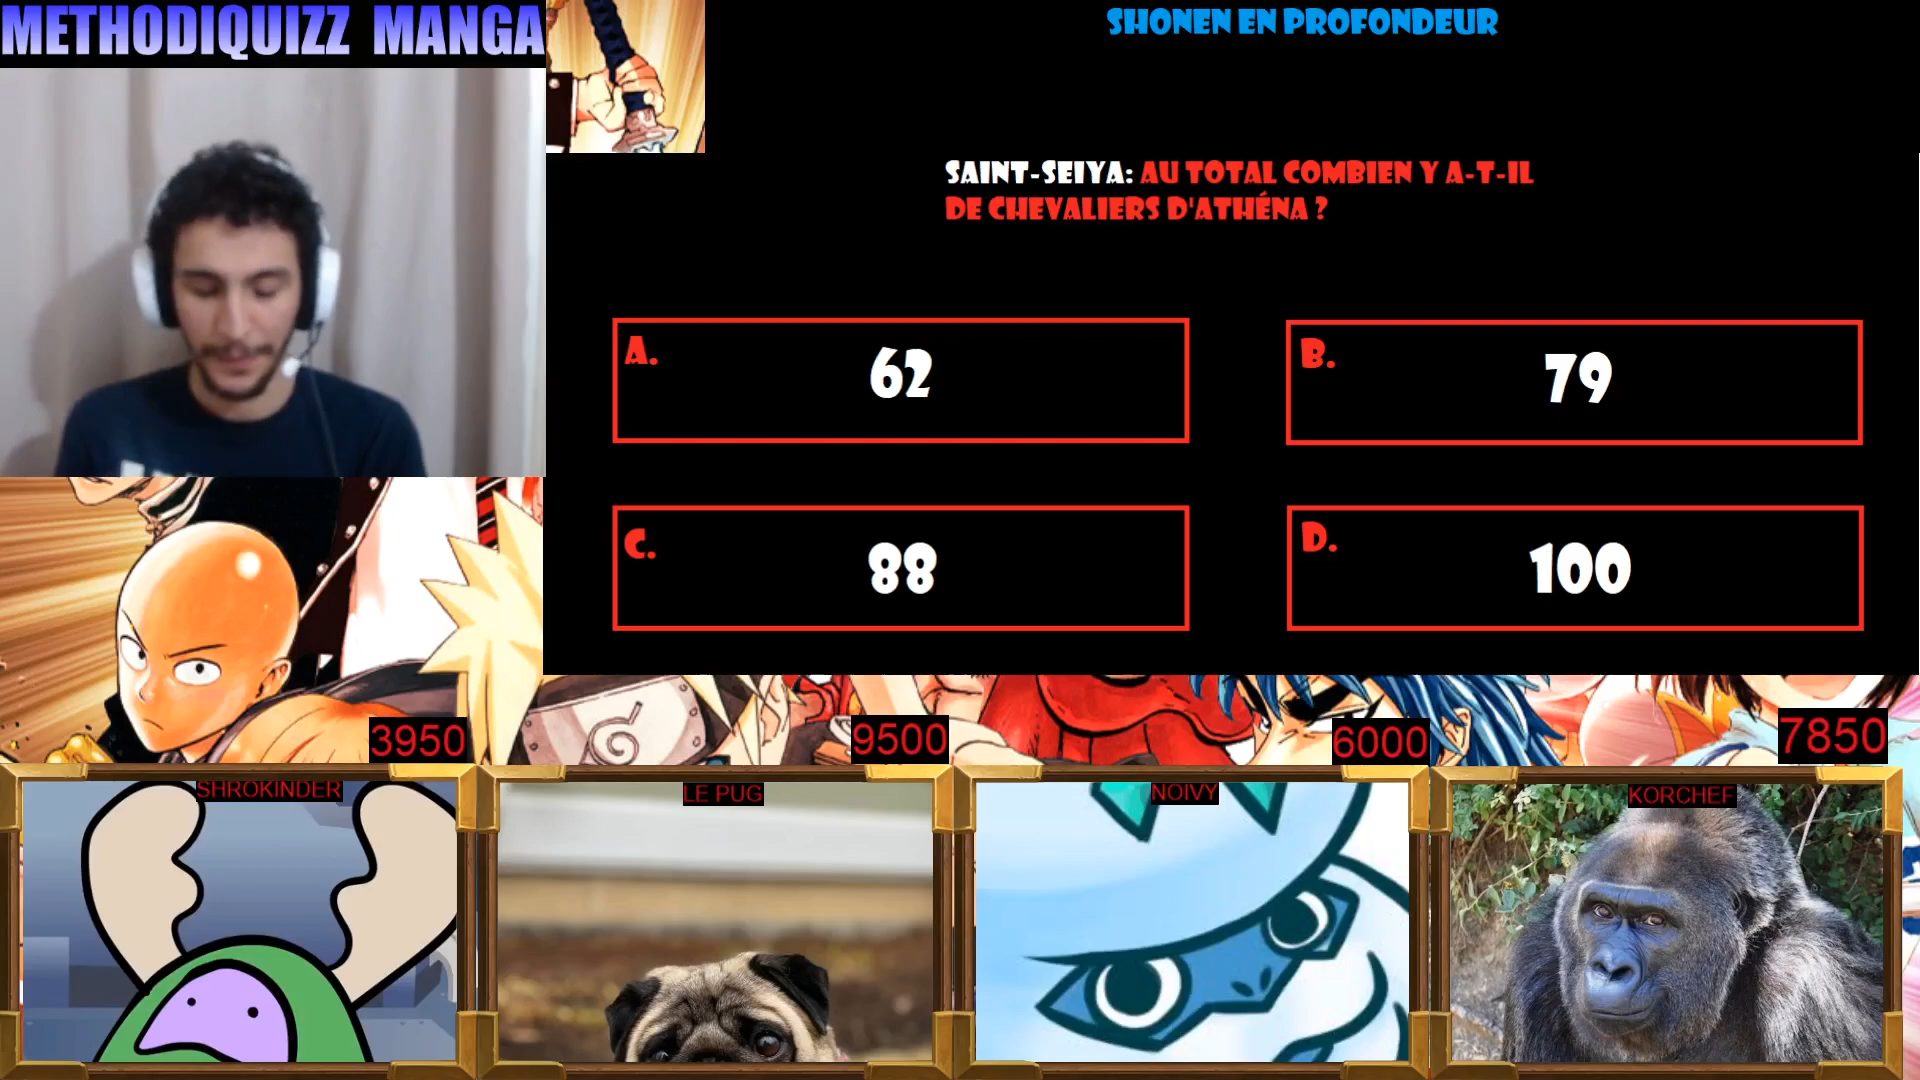 METHODIQUIZZ MANGA
SHONEN EN PROFONDEUR
SAINT-SEIYA: AU TOTAL COMBIEN Y A-T-IL
DE CHEVALIERS D'ATHÉNA ?
A. 62
B. 79
C. 88
D. 100
3950
9500
6000
7850
SHROKINDER
LE PUG
NOIVY
KORCHEF